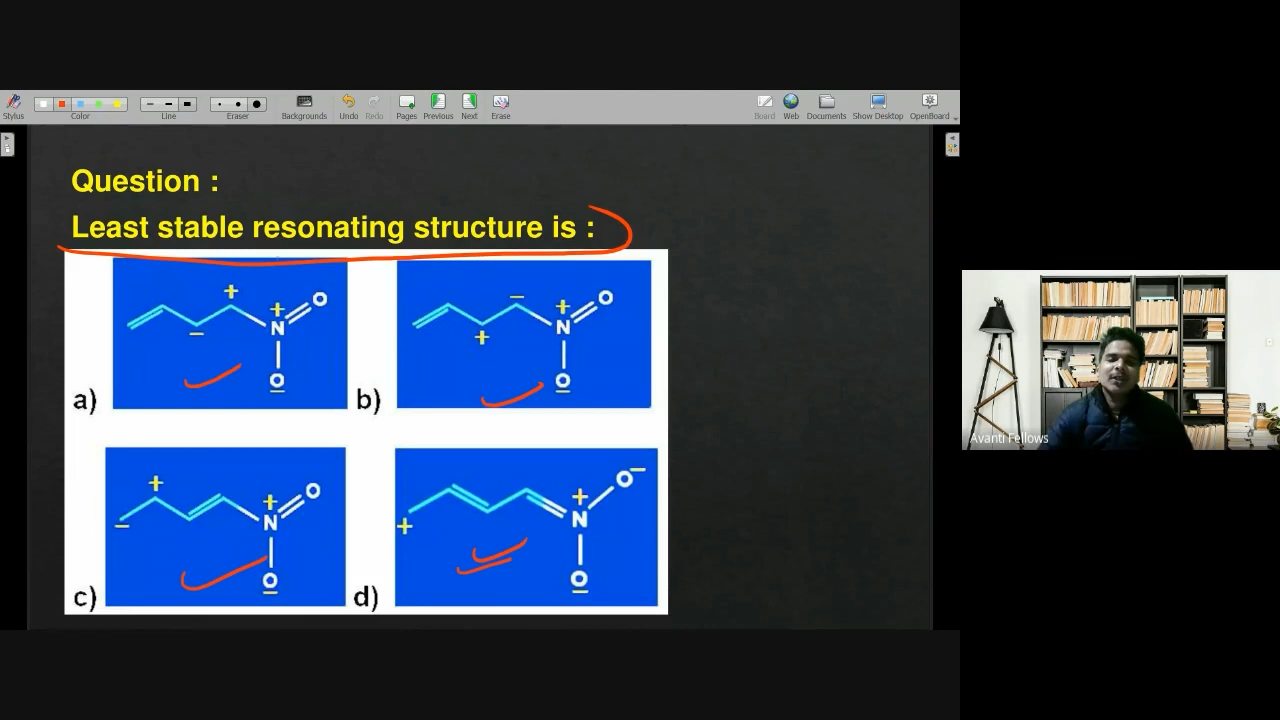 Stylus
Color
Line
Eraser
Backgrounds
Undo
Redo
Pages
Previous
Next
Erase
Board
Web
Documents
Show Desktop
OpenBoard
Question :
Least stable resonating structure is :
a)
+
−
+
N
O
O
−
b)
−
+
+
N
O
O
−
c)
+
−
+
N
O
O
−
d)
+
+
N
O−
O
−
Avanti Fellows